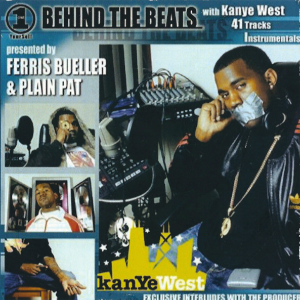 1
BEHIND THE BEATS
with Kanye West
41 Tracks
Instrumentals
presented by
FERRIS BUELLER
& PLAIN PAT
kanYeWest
EXCLUSIVE INTERLUDES WITH THE PRODUCER